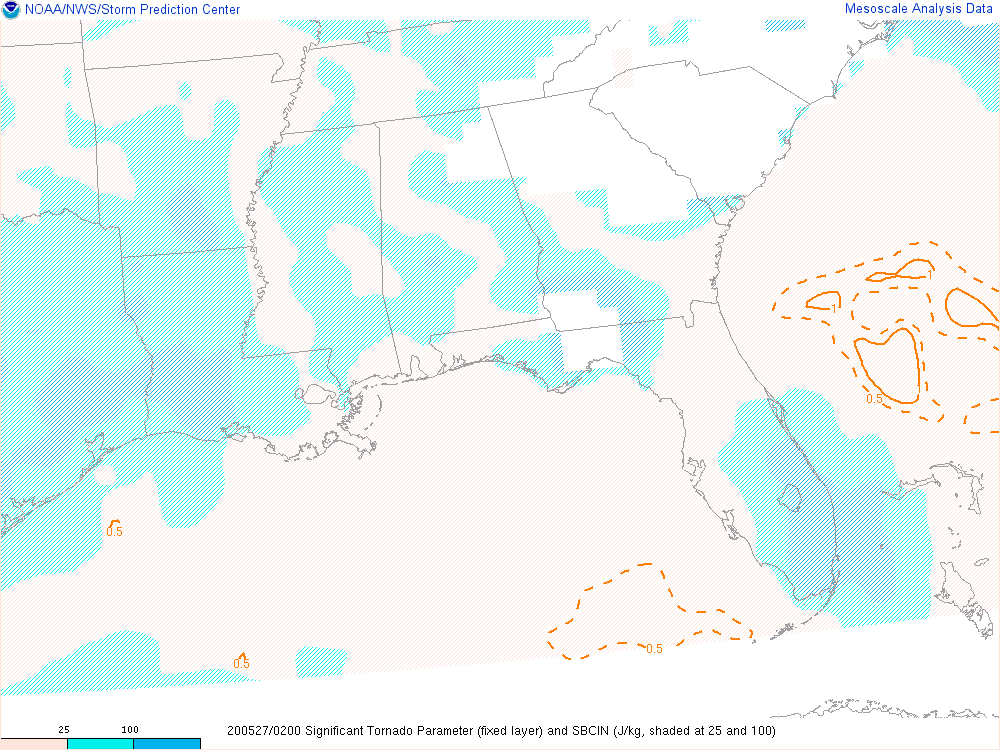 NOAA/NWS/Storm Prediction Center
Mesoscale Analysis Data
1
1
0.5
0.5
0.5
0.5
25 100
200527/0200 Significant Tornado Parameter (fixed layer) and SBCIN (J/kg, shaded at 25 and 100)